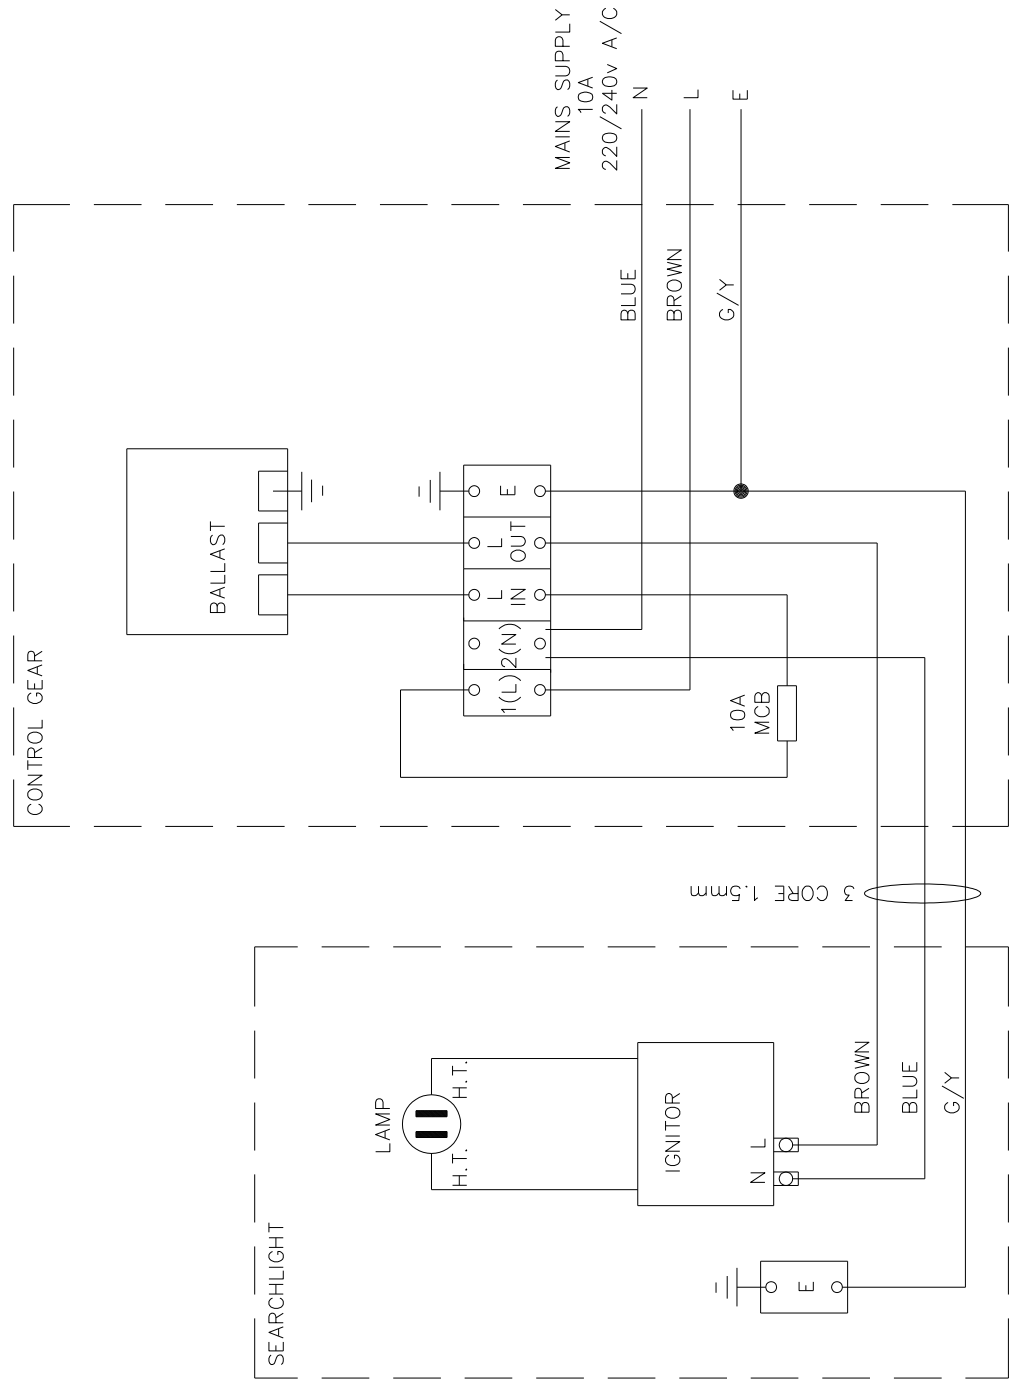 MAINS SUPPLY
10A
220/240v A/C
N
L
E
BLUE
BROWN
G/Y
CONTROL GEAR
BALLAST
E
L
OUT
L
IN
2(N)
1(L)
10A
MCB
3 CORE 1.5mm
SEARCHLIGHT
LAMP
H.T.
H.T.
IGNITOR
L
N
BROWN
BLUE
G/Y
E